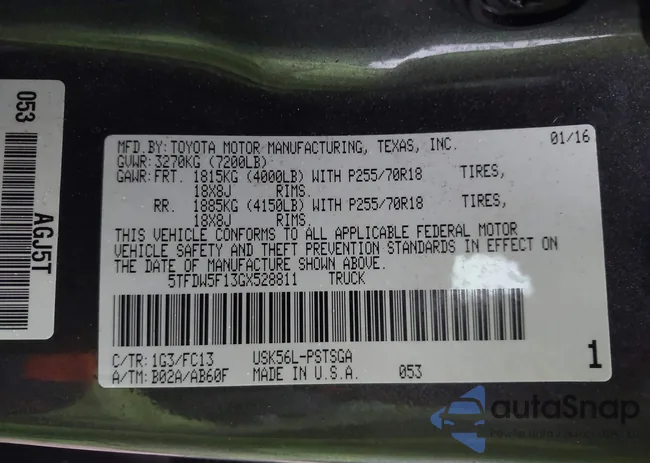 053
AGJ5T
MFD.BY: TOYOTA MOTOR MANUFACTURING, TEXAS, INC. 01/16
GVWR: 3270KG (7200LB)
GAWR: FRT. 1815KG (4000LB) WITH P255/70R18 TIRES,
18X8J RIMS.
RR. 1885KG (4150LB) WITH P255/70R18 TIRES,
18X8J RIMS.
THIS VEHICLE CONFORMS TO ALL APPLICABLE FEDERAL MOTOR
VEHICLE SAFETY AND THEFT PREVENTION STANDARDS IN EFFECT ON
THE DATE OF MANUFACTURE SHOWN ABOVE.
5TFDW5F13GX528811 TRUCK
C/TR: 1G3/FC13 USK56L-PSTSGA
A/TM: B02A/AB60F MADE IN U.S.A. 053 1
autoSnap